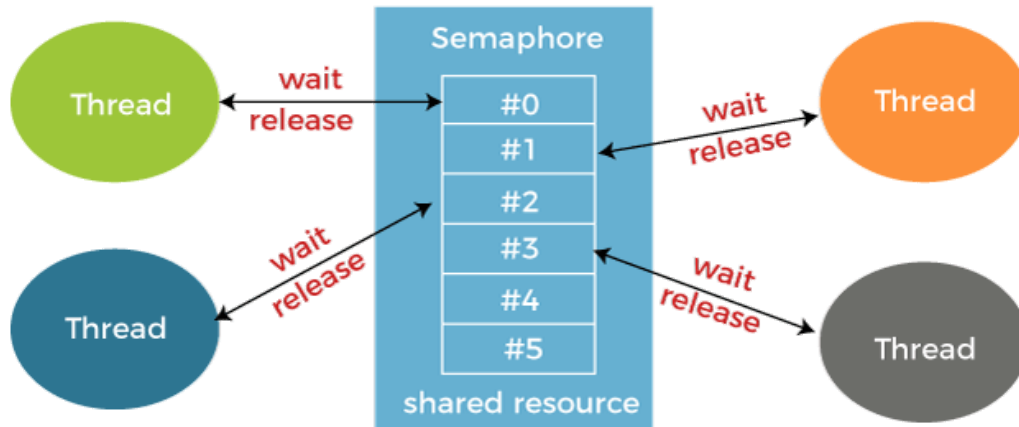 Semaphore
Thread
wait
release
#0
#1
#2
#3
#4
#5
wait
release
Thread
Thread
wait
release
wait
release
Thread
shared resource